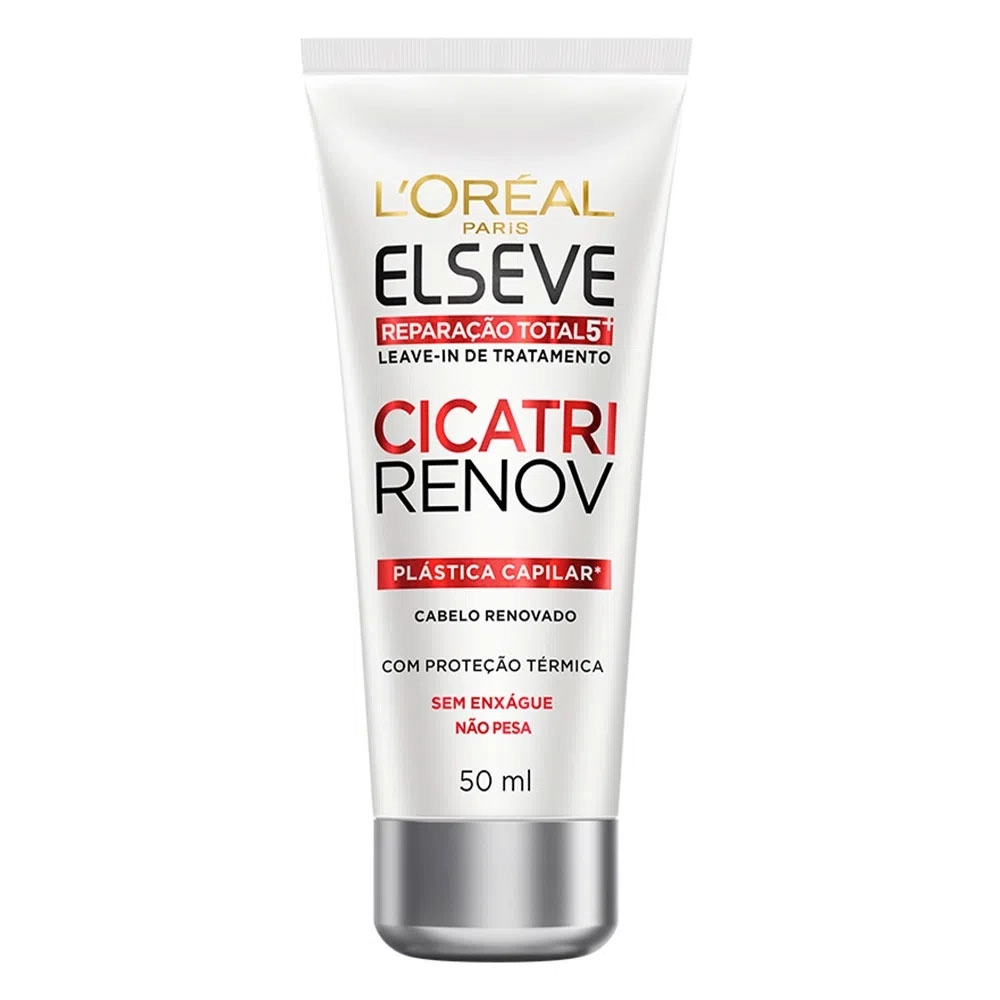 L'ORÉAL
PARIS
ELSEVE
REPARAÇÃO TOTAL 5+
LEAVE-IN DE TRATAMENTO
CICATRI
RENOV
PLÁSTICA CAPILAR*
CABELO RENOVADO
COM PROTEÇÃO TÉRMICA
SEM ENXÁGUE
NÃO PESA
50 ml